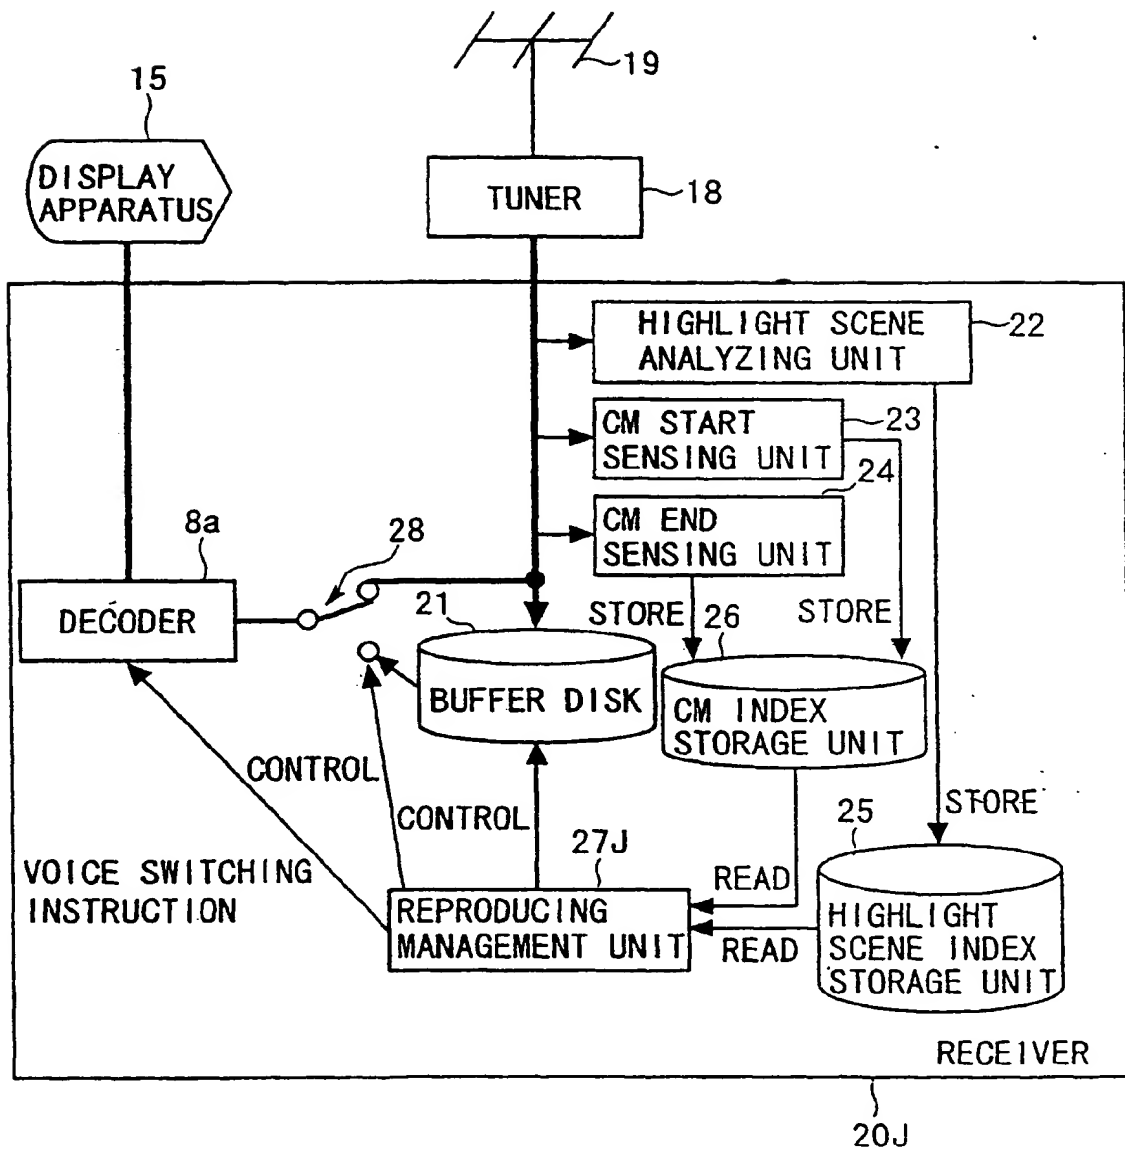 19
15
DISPLAY
APPARATUS
TUNER
18
HIGHLIGHT SCENE
ANALYZING UNIT
22
CM START
SENSING UNIT
23
24
CM END
SENSING UNIT
8a
28
DECODER
21
STORE
26
STORE
BUFFER DISK
CM INDEX
STORAGE UNIT
CONTROL
CONTROL
STORE
25
27J
VOICE SWITCHING
INSTRUCTION
READ
REPRODUCING
MANAGEMENT UNIT
READ
HIGHLIGHT
SCENE INDEX
STORAGE UNIT
RECEIVER
20J